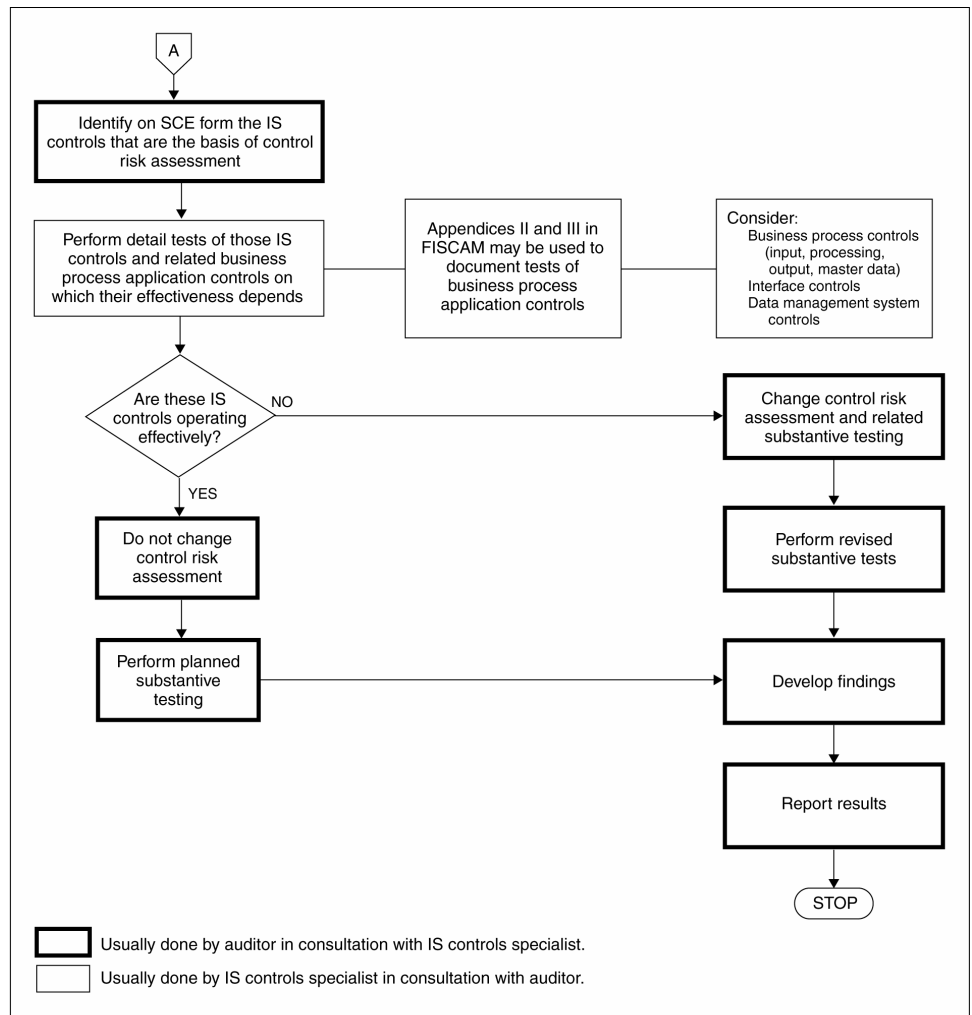 A
Identify on SCE form the IS
controls that are the basis of control
risk assessment
Perform detail tests of those IS
controls and related business
process application controls on
which their effectiveness depends
Appendices II and III in
FISCAM may be used to
document tests of
business process
application controls
Consider:
Business process controls
(input, processing,
output, master data)
Interface controls
Data management system
controls
Are these IS
controls operating
effectively?
NO
Change control risk
assessment and related
substantive testing
YES
Do not change
control risk
assessment
Perform revised
substantive tests
Perform planned
substantive
testing
Develop findings
Report results
STOP
Usually done by auditor in consultation with IS controls specialist.
Usually done by IS controls specialist in consultation with auditor.